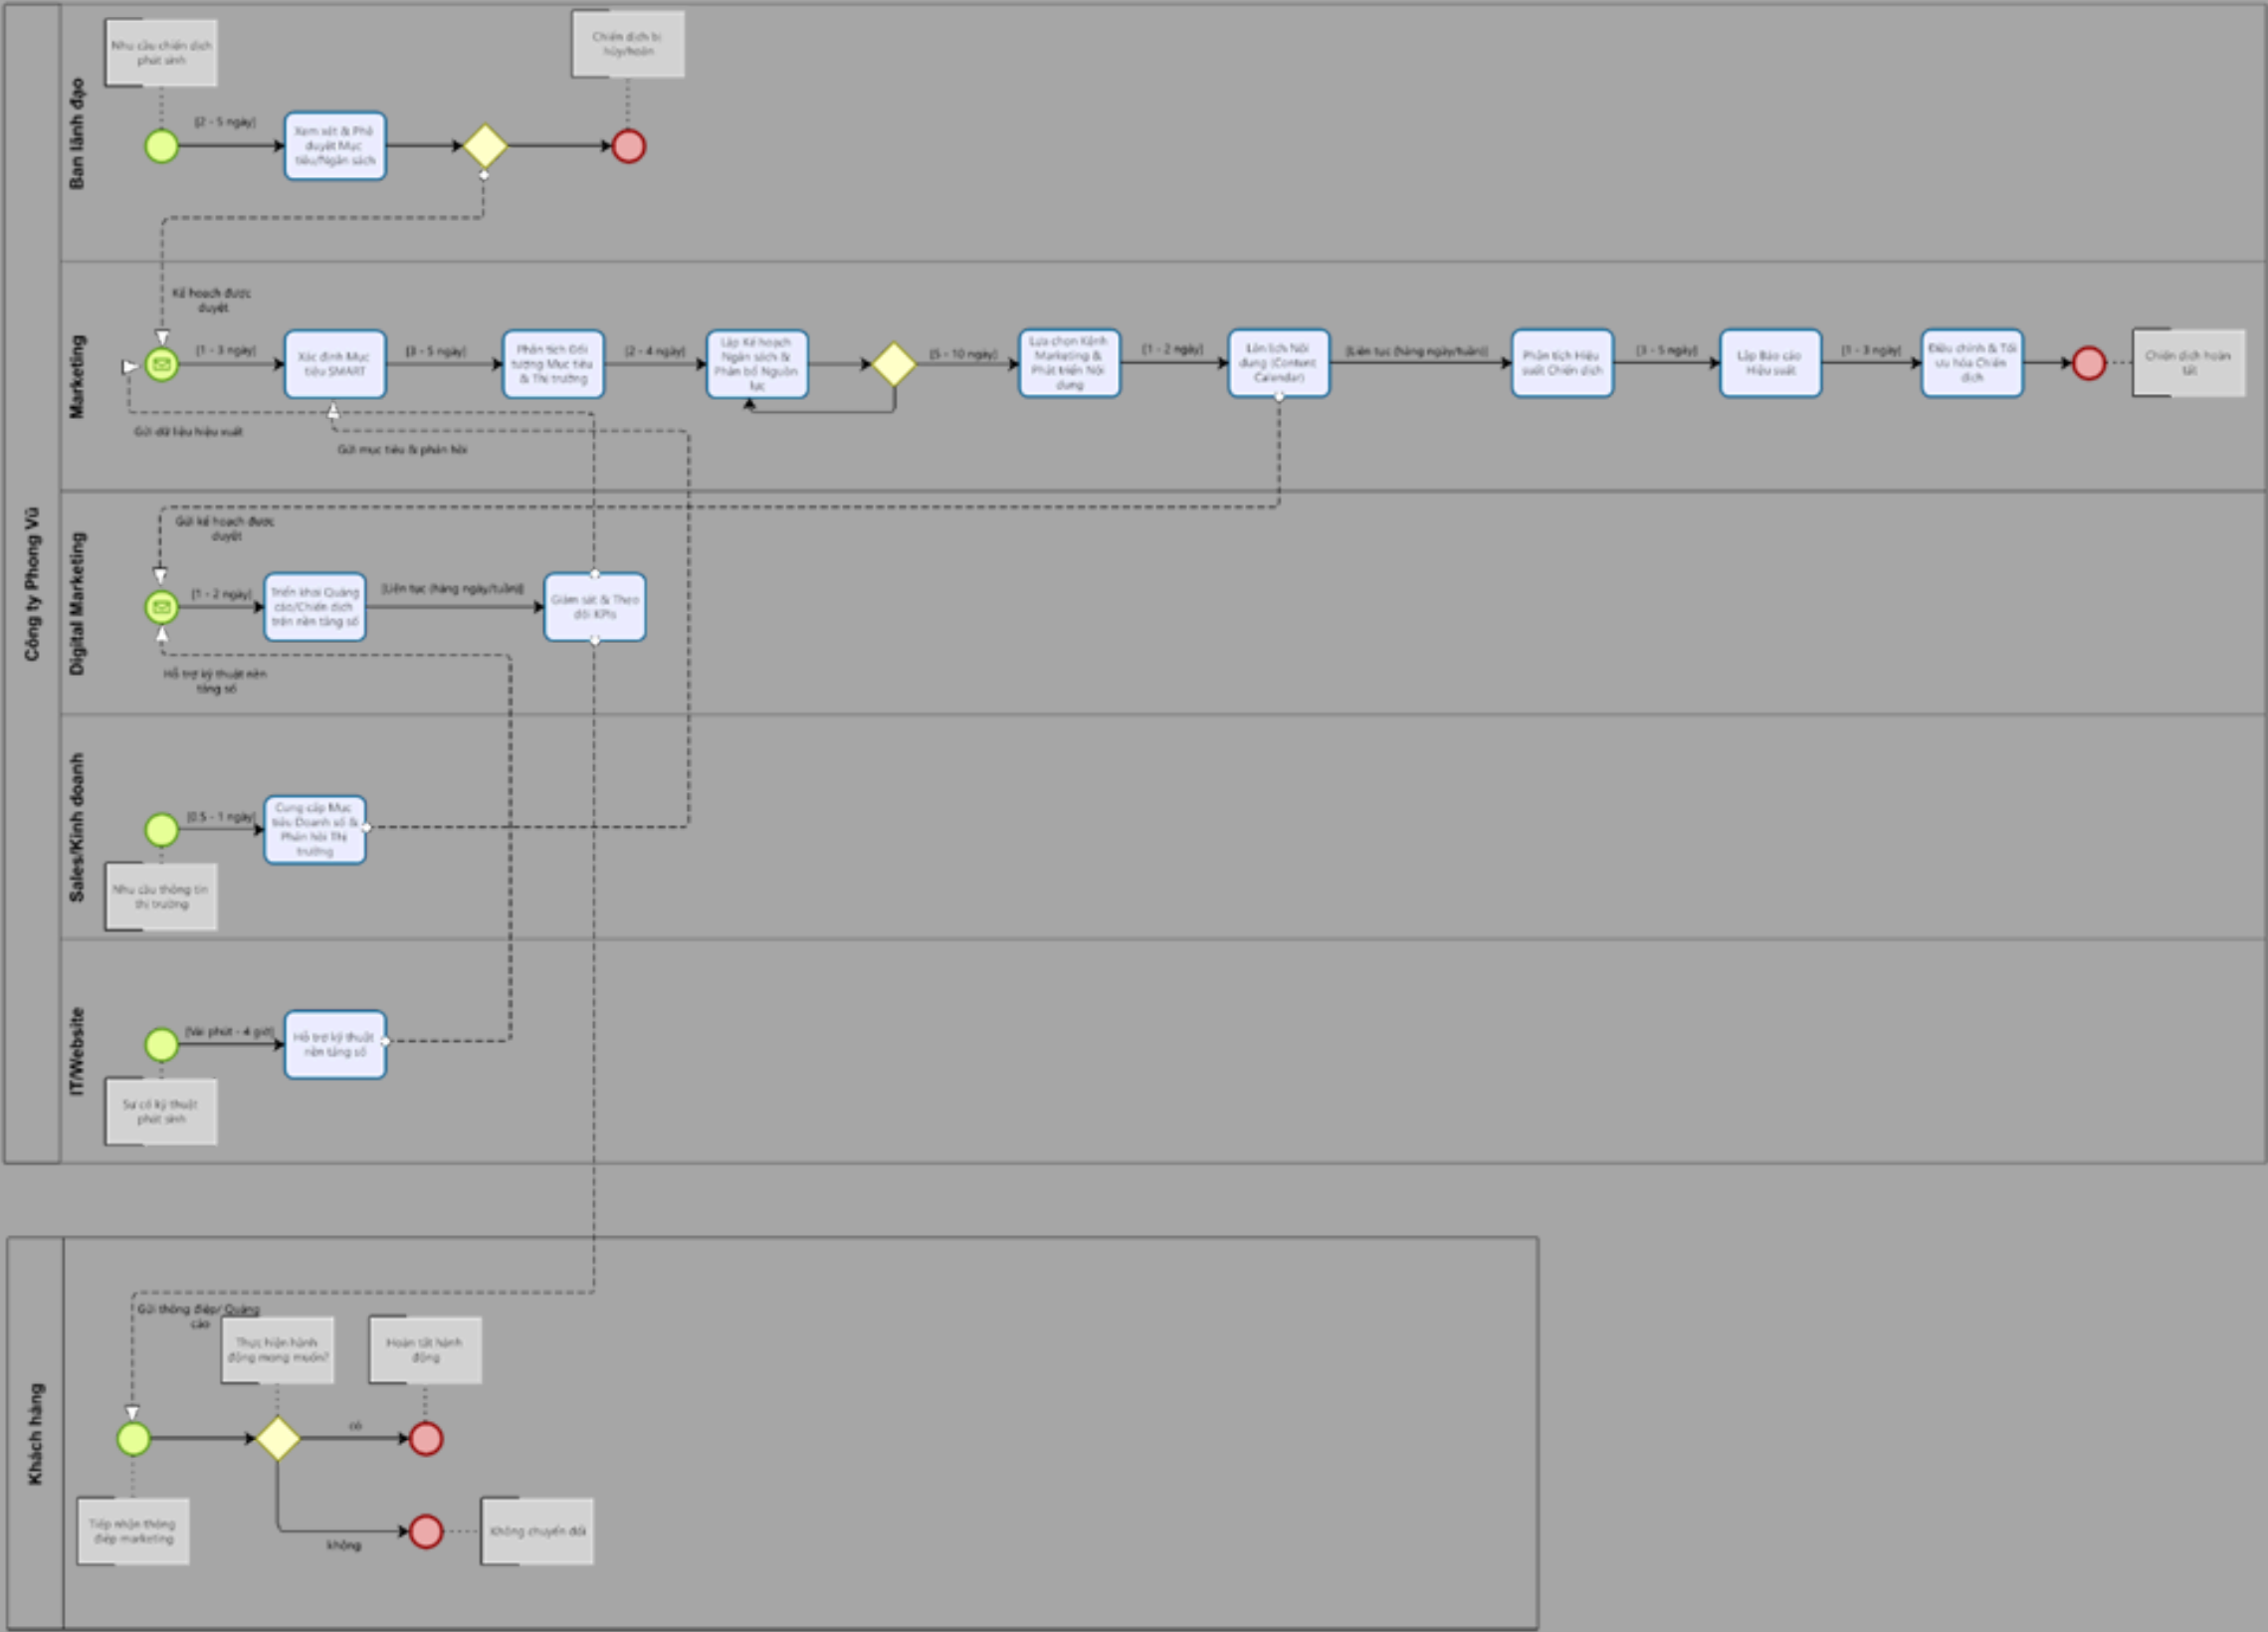 Công ty Phong Vũ
Ban lãnh đạo
Nhu cầu chiến dịch
phát sinh
[2 - 5 ngày]
Xem xét & Phê
duyệt Mục
tiêu/Ngân sách
Chiến dịch bị
hủy/hoãn
Marketing
Kế hoạch được
duyệt
[1 - 3 ngày]
Xác định Mục
tiêu SMART
[3 - 5 ngày]
Phân tích Đối
tượng Mục tiêu
& Thị trường
[2 - 4 ngày]
Lập Kế hoạch
Ngân sách &
Phân bổ Nguồn
lực
[5 - 10 ngày]
Lựa chọn Kênh
Marketing &
Phát triển Nội
dung
[1 - 2 ngày]
Lên lịch Nội
dung (Content
Calendar)
[Liên tục (hàng ngày/tuần)]
Phân tích Hiệu
suất Chiến dịch
[3 - 5 ngày]
Lập Báo cáo
Hiệu suất
[1 - 3 ngày]
Điều chỉnh & Tối
ưu hóa Chiến
dịch
Chiến dịch hoàn
tất
Gửi dữ liệu hiệu suất
Gửi mục tiêu & phản hồi
Digital Marketing
Gửi kế hoạch được
duyệt
[1 - 2 ngày]
Triển khai Quảng
cáo/Chiến dịch
trên nền tảng số
[Liên tục (hàng ngày/tuần)]
Giám sát & Theo
dõi KPIs
Hỗ trợ kỹ thuật nền
tảng số
Sales/Kinh doanh
[0.5 - 1 ngày]
Cung cấp Mục
tiêu Doanh số &
Phản hồi Thị
trường
Nhu cầu thông tin
thị trường
IT/Website
[Vài phút - 4 giờ]
Hỗ trợ kỹ thuật
nền tảng số
Sự cố kỹ thuật
phát sinh
Khách hàng
Gửi thông điệp/ Quảng
cáo
Thực hiện hành
động mong muốn?
Hoàn tất hành
động
có
không
Tiếp nhận thông
điệp marketing
Không chuyển đổi